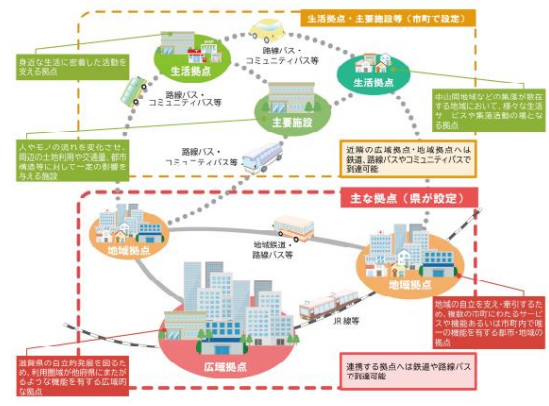 生活拠点・主要施設等（市町で設定）
路線バス・
コミュニティバス等
身近な生活に密着した活動を
支える拠点
生活拠点
生活拠点
路線バス・
コミュニティバス等
主要施設
中山間地域などの集落が散在
する地域において、様々な生活
サービスや集落活動の場とな
る拠点
人やモノの流れを変化させ、
周辺の土地利用や交通量、都市
構造等に対して一定の影響を
与える施設
路線バス・
コミュニティバス等
近隣の広域拠点・地域拠点へは
鉄道、路線バスやコミュニティバスで
到達可能
主な拠点（県が設定）
地域拠点
地域鉄道・
路線バス等
地域拠点
JR線等
広域拠点
地域の自立を支え・牽引するた
め、複数の市町にわたるサービ
スや機能あるいは市町内で唯
一の機能を有する都市・地域の
拠点
滋賀県の自立的発展を図るた
め、利用圏域が他府県にまたが
るような機能を有する広域的
な拠点
連携する拠点へは鉄道や路線バス
で到達可能